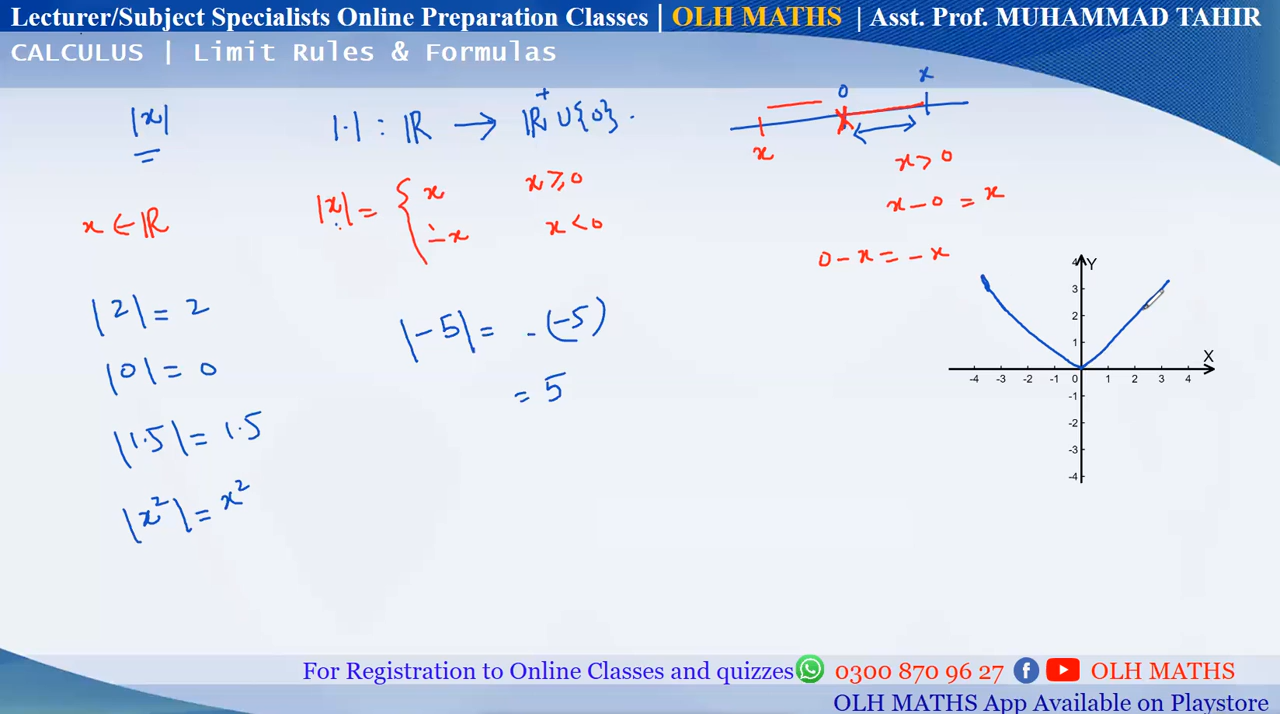 Lecturer/Subject Specialists Online Preparation Classes | OLH MATHS | Asst. Prof. MUHAMMAD TAHIR
CALCULUS | Limit Rules & Formulas
|x|
|·| : ℝ → ℝ⁺ ∪ {0}.
0 x
x
x > 0
x ∈ ℝ
|x| = { x x ≥ 0
-x x < 0
x - 0 = x
0 - x = - x
|2| = 2
|-5| = -(-5)
= 5
|0| = 0
|1.5| = 1.5
|x²| = x²
Y
4
3
2
1
X
-4 -3 -2 -1 0 1 2 3 4
-1
-2
-3
-4
For Registration to Online Classes and quizzes 0300 870 96 27 OLH MATHS
OLH MATHS App Available on Playstore